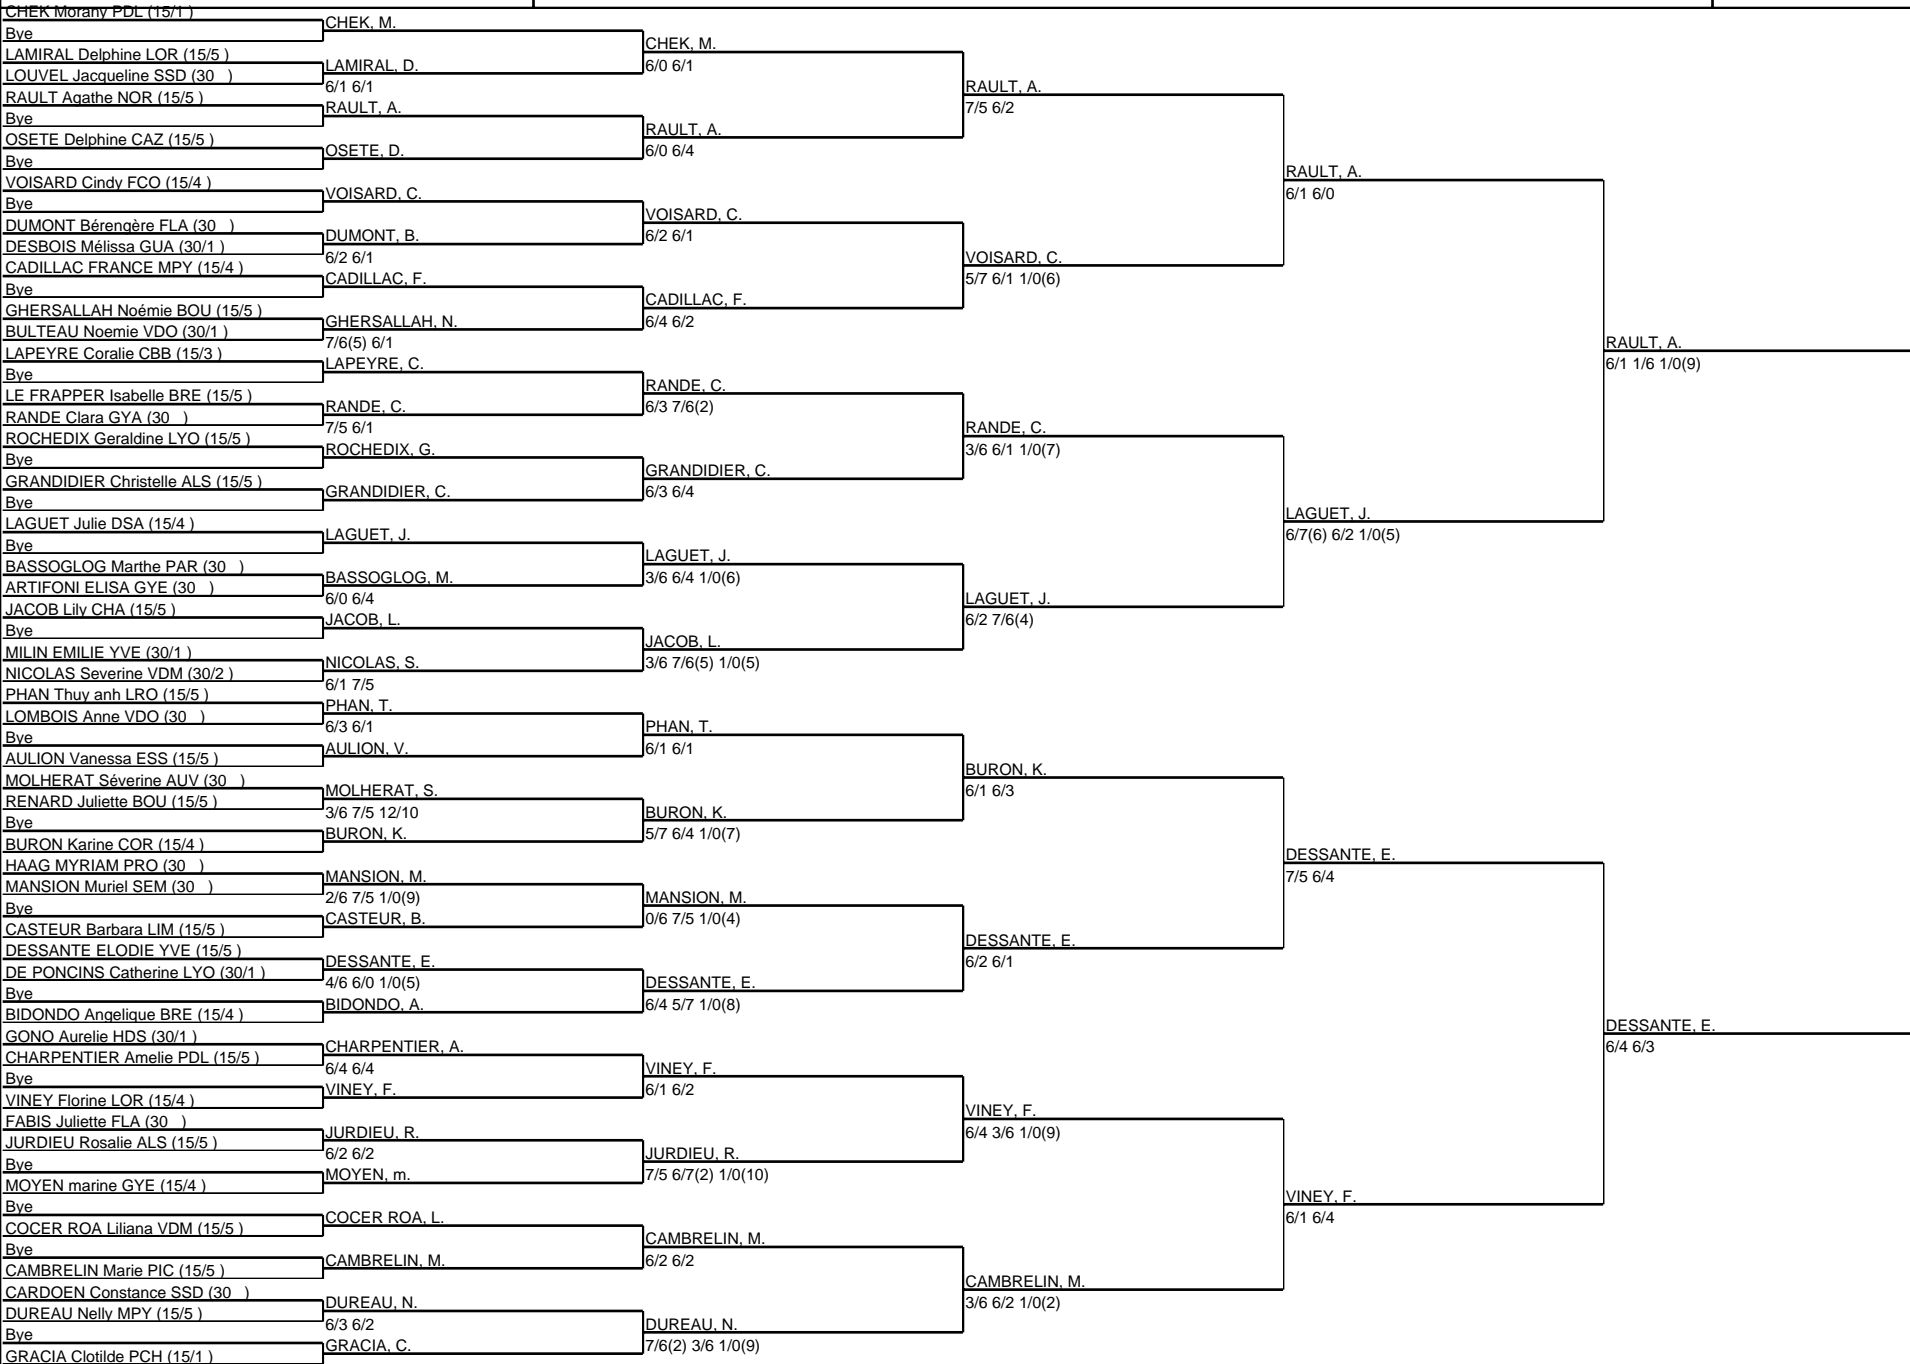 CHEK Morany PDL (15/1 )
Bye
LAMIRAL Delphine LOR (15/5 )
LOUVEL Jacqueline SSD (30 )
RAULT Agathe NOR (15/5 )
Bye
OSETE Delphine CAZ (15/5 )
Bye
VOISARD Cindy FCO (15/4 )
Bye
DUMONT Bérengère FLA (30 )
DESBOIS Mélissa GUA (30/1 )
CADILLAC FRANCE MPY (15/4 )
Bye
GHERSALLAH Noémie BOU (15/5 )
BULTEAU Noemie VDO (30/1 )
LAPEYRE Coralie CBB (15/3 )
Bye
LE FRAPPER Isabelle BRE (15/5 )
RANDE Clara GYA (30 )
ROCHEDIX Geraldine LYO (15/5 )
Bye
GRANDIDIER Christelle ALS (15/5 )
Bye
LAGUET Julie DSA (15/4 )
Bye
BASSOGLOG Marthe PAR (30 )
ARTIFONI ELISA GYE (30 )
JACOB Lily CHA (15/5 )
Bye
MILIN EMILIE YVE (30/1 )
NICOLAS Severine VDM (30/2 )
PHAN Thuy anh LRO (15/5 )
LOMBOIS Anne VDO (30 )
Bye
AULION Vanessa ESS (15/5 )
MOLHERAT Séverine AUV (30 )
RENARD Juliette BOU (15/5 )
Bye
BURON Karine COR (15/4 )
HAAG MYRIAM PRO (30 )
MANSION Muriel SEM (30 )
Bye
CASTEUR Barbara LIM (15/5 )
DESSANTE ELODIE YVE (15/5 )
DE PONCINS Catherine LYO (30/1 )
Bye
BIDONDO Angelique BRE (15/4 )
GONO Aurelie HDS (30/1 )
CHARPENTIER Amelie PDL (15/5 )
Bye
VINEY Florine LOR (15/4 )
FABIS Juliette FLA (30 )
JURDIEU Rosalie ALS (15/5 )
Bye
MOYEN marine GYE (15/4 )
Bye
COCER ROA Liliana VDM (15/5 )
Bye
CAMBRELIN Marie PIC (15/5 )
CARDOEN Constance SSD (30 )
DUREAU Nelly MPY (15/5 )
Bye
GRACIA Clotilde PCH (15/1 )
CHEK, M.
LAMIRAL, D.
6/1 6/1
RAULT, A.
OSETE, D.
VOISARD, C.
DUMONT, B.
6/2 6/1
CADILLAC, F.
GHERSALLAH, N.
7/6(5) 6/1
LAPEYRE, C.
RANDE, C.
7/5 6/1
ROCHEDIX, G.
GRANDIDIER, C.
LAGUET, J.
BASSOGLOG, M.
6/0 6/4
JACOB, L.
NICOLAS, S.
6/1 7/5
PHAN, T.
6/3 6/1
AULION, V.
MOLHERAT, S.
3/6 7/5 12/10
BURON, K.
MANSION, M.
2/6 7/5 1/0(9)
CASTEUR, B.
DESSANTE, E.
4/6 6/0 1/0(5)
BIDONDO, A.
CHARPENTIER, A.
6/4 6/4
VINEY, F.
JURDIEU, R.
6/2 6/2
MOYEN, m.
COCER ROA, L.
CAMBRELIN, M.
DUREAU, N.
6/3 6/2
GRACIA, C.
CHEK, M.
6/0 6/1
RAULT, A.
6/0 6/4
VOISARD, C.
6/2 6/1
CADILLAC, F.
6/4 6/2
RANDE, C.
6/3 7/6(2)
GRANDIDIER, C.
6/3 6/4
LAGUET, J.
3/6 6/4 1/0(6)
JACOB, L.
3/6 7/6(5) 1/0(5)
PHAN, T.
6/1 6/1
BURON, K.
5/7 6/4 1/0(7)
MANSION, M.
0/6 7/5 1/0(4)
DESSANTE, E.
6/4 5/7 1/0(8)
VINEY, F.
6/1 6/2
JURDIEU, R.
7/5 6/7(2) 1/0(10)
CAMBRELIN, M.
6/2 6/2
DUREAU, N.
7/6(2) 3/6 1/0(9)
RAULT, A.
7/5 6/2
VOISARD, C.
5/7 6/1 1/0(6)
RANDE, C.
3/6 6/1 1/0(7)
LAGUET, J.
6/2 7/6(4)
BURON, K.
6/1 6/3
DESSANTE, E.
6/2 6/1
VINEY, F.
6/4 3/6 1/0(9)
CAMBRELIN, M.
3/6 6/2 1/0(2)
RAULT, A.
6/1 6/0
LAGUET, J.
6/7(6) 6/2 1/0(5)
DESSANTE, E.
7/5 6/4
VINEY, F.
6/1 6/4
RAULT, A.
6/1 1/6 1/0(9)
DESSANTE, E.
6/4 6/3